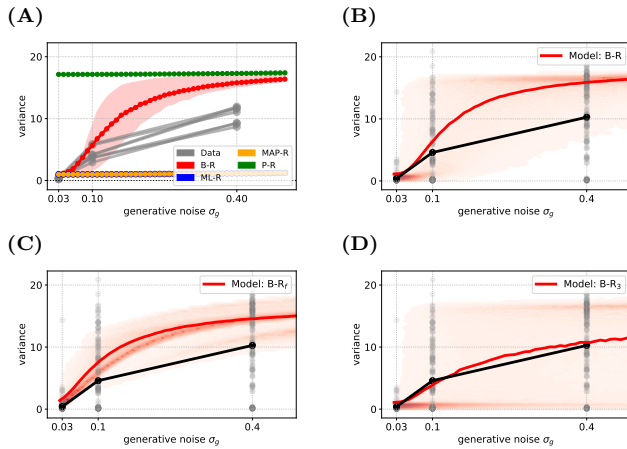 (A)
variance
20
10
0
0.03
0.10
0.40
generative noise σg
Data
B-R
ML-R
MAP-R
P-R
(B)
variance
20
10
0
0.03
0.1
0.4
generative noise σg
Model: B-R
(C)
variance
20
10
0
0.03
0.1
0.4
generative noise σg
Model: B-Rf
(D)
variance
20
10
0
0.03
0.1
0.4
generative noise σg
Model: B-R3